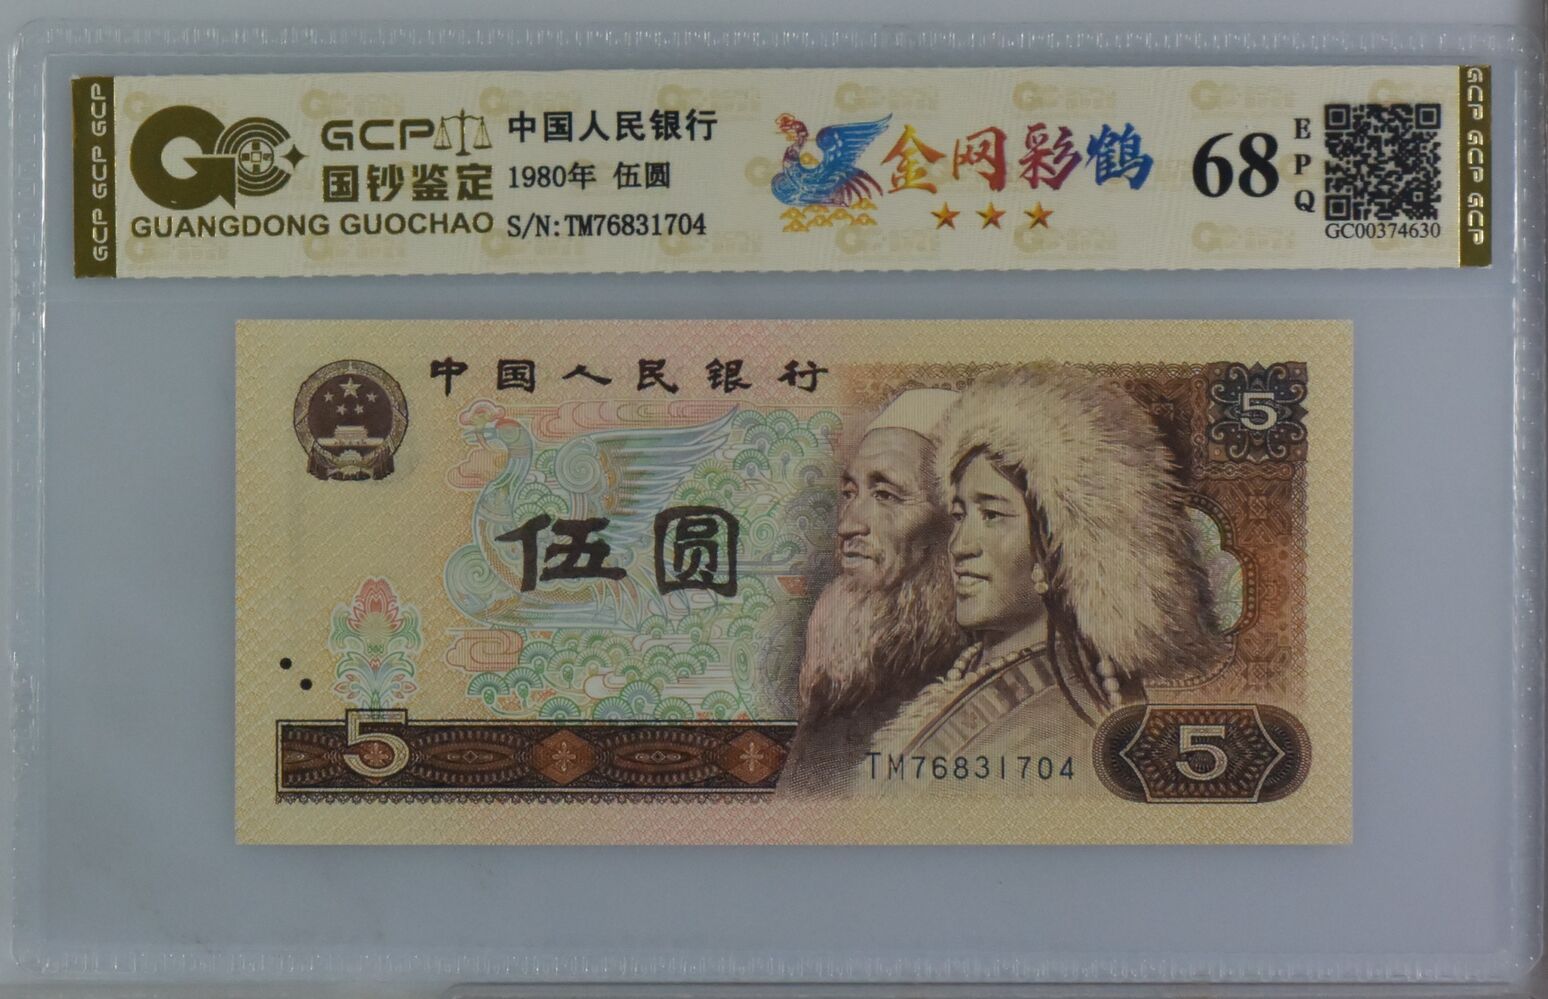 GCP GCP GCP
GCP
国钞鉴定
GUANGDONG GUOCHAO
中国人民银行
1980年 伍圆
S/N:TM76831704
金网彩鹤
68
EPQ
GC00374630
GCP GCP GCP
中国人民银行
5
伍圆
5
TM76831704
5